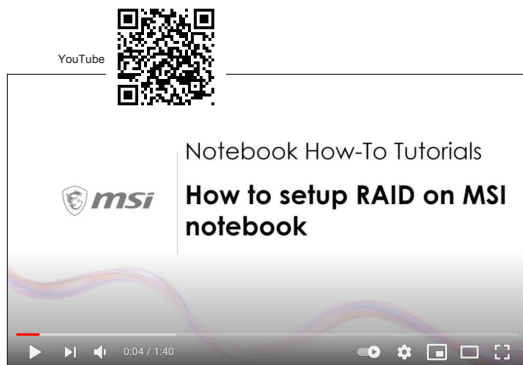 YouTube
Notebook How-To Tutorials
msi
How to setup RAID on MSI
notebook
0:04 / 1:40